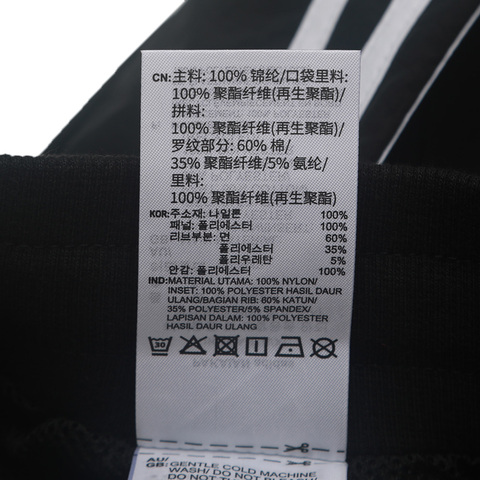 CN:主料: 100% 锦纶/口袋里料:
100% 聚酯纤维(再生聚酯)/
拼料:
100% 聚酯纤维(再生聚酯)/
罗纹部分: 60% 棉/
35% 聚酯纤维/5% 氨纶/
里料:
100% 聚酯纤维(再生聚酯)
KOR:주소재: 나일론 100%
패널: 폴리에스터 100%
리브부분: 면 60%
폴리에스터 35%
폴리우레탄 5%
안감: 폴리에스터 100%
IND:MATERIAL UTAMA: 100% NYLON/
INSET: 100% POLYESTER HASIL DAUR
ULANG/BAGIAN RIB: 60% KATUN/
35% POLYESTER/5% SPANDEX/
LAPISAN DALAM: 100% POLYESTER
HASIL DAUR ULANG
30
AU/
GB:GENTLE COLD MACHINE
WASH/ DO NOT BLEACH/
DO NOT TUMBLE